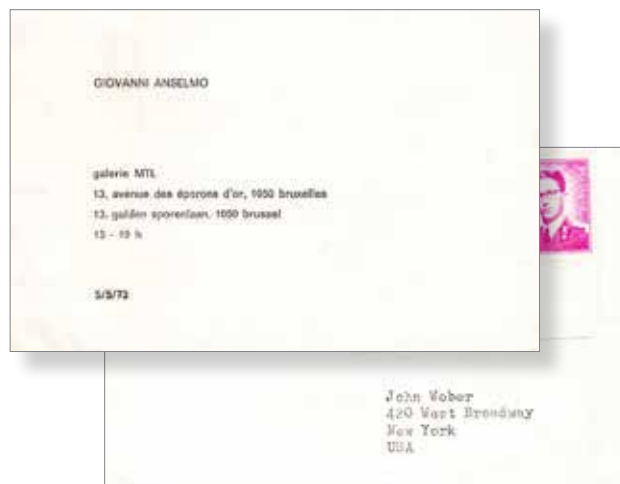 GIOVANNI ANSELMO
galerie MTL
13, avenue des éperons d'or, 1050 bruxelles
13, gulden sporenlaan, 1050 brussel
15 - 19 h
5/5/73
John Weber
420 West Broadway
New York
USA